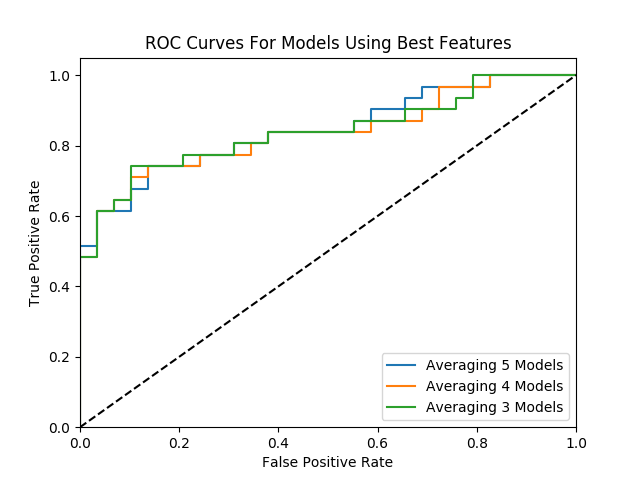 ROC Curves For Models Using Best Features
1.0
0.8
0.6
0.4
0.2
0.0
True Positive Rate
0.0 0.2 0.4 0.6 0.8 1.0
False Positive Rate
Averaging 5 Models
Averaging 4 Models
Averaging 3 Models